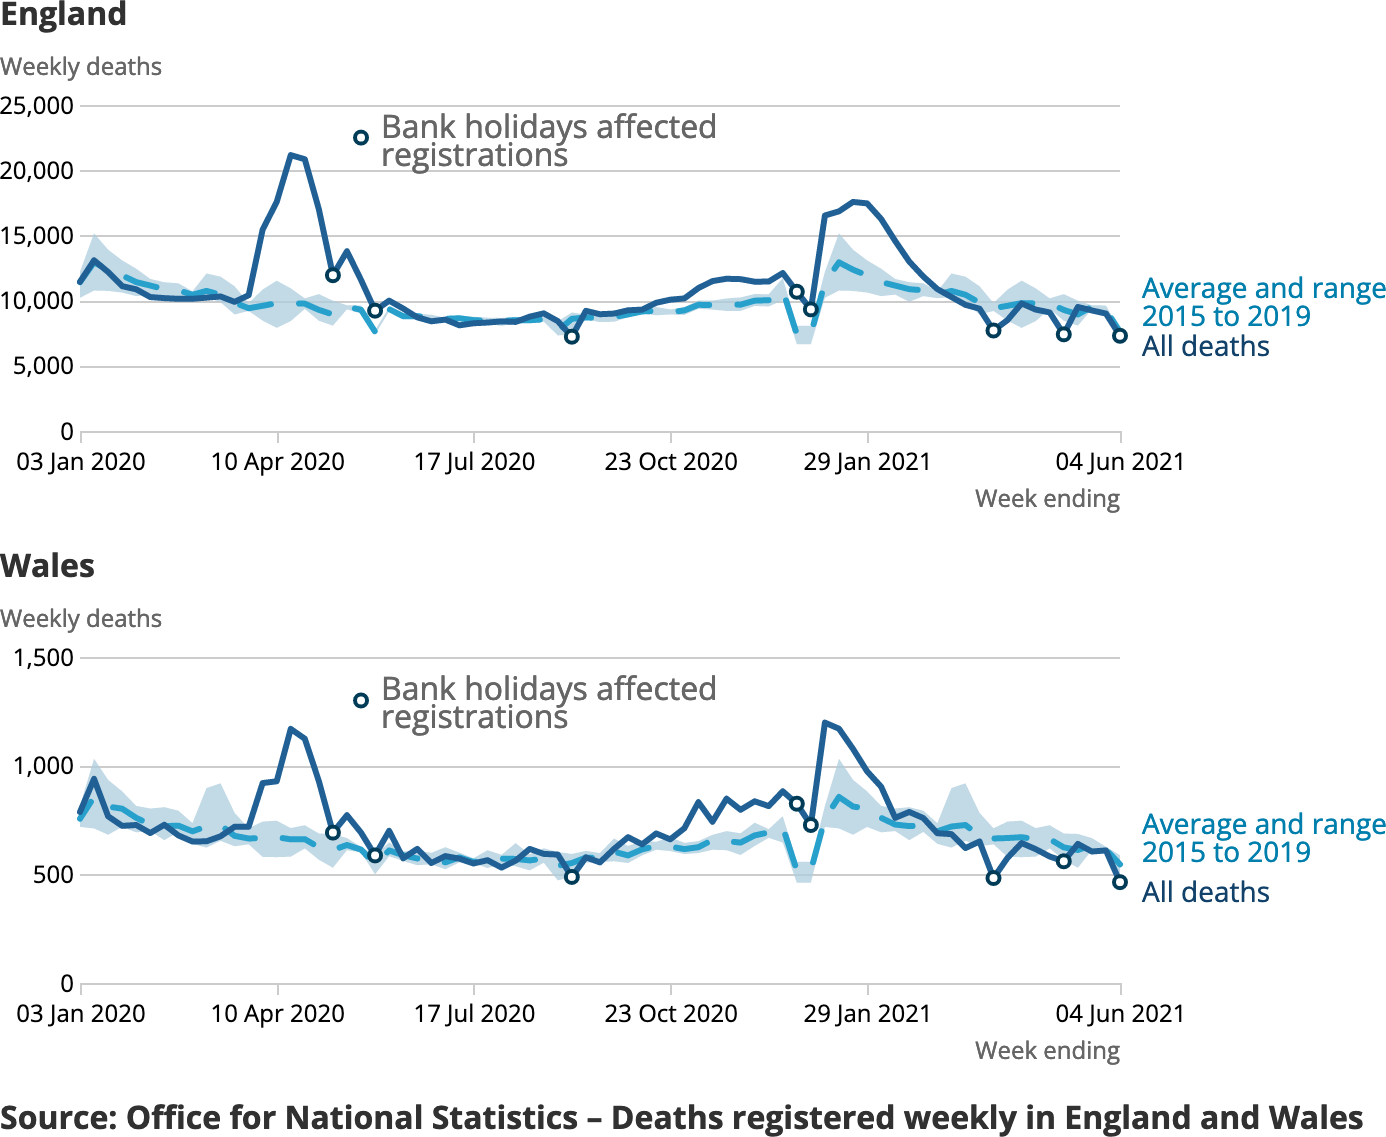 England
Weekly deaths
25,000
Bank holidays affected
registrations
20,000
15,000
10,000
Average and range
2015 to 2019
All deaths
5,000
0
03 Jan 2020 10 Apr 2020 17 Jul 2020 23 Oct 2020 29 Jan 2021 04 Jun 2021
Week ending
Wales
Weekly deaths
1,500
Bank holidays affected
registrations
1,000
Average and range
2015 to 2019
All deaths
500
0
03 Jan 2020 10 Apr 2020 17 Jul 2020 23 Oct 2020 29 Jan 2021 04 Jun 2021
Week ending
Source: Office for National Statistics – Deaths registered weekly in England and Wales